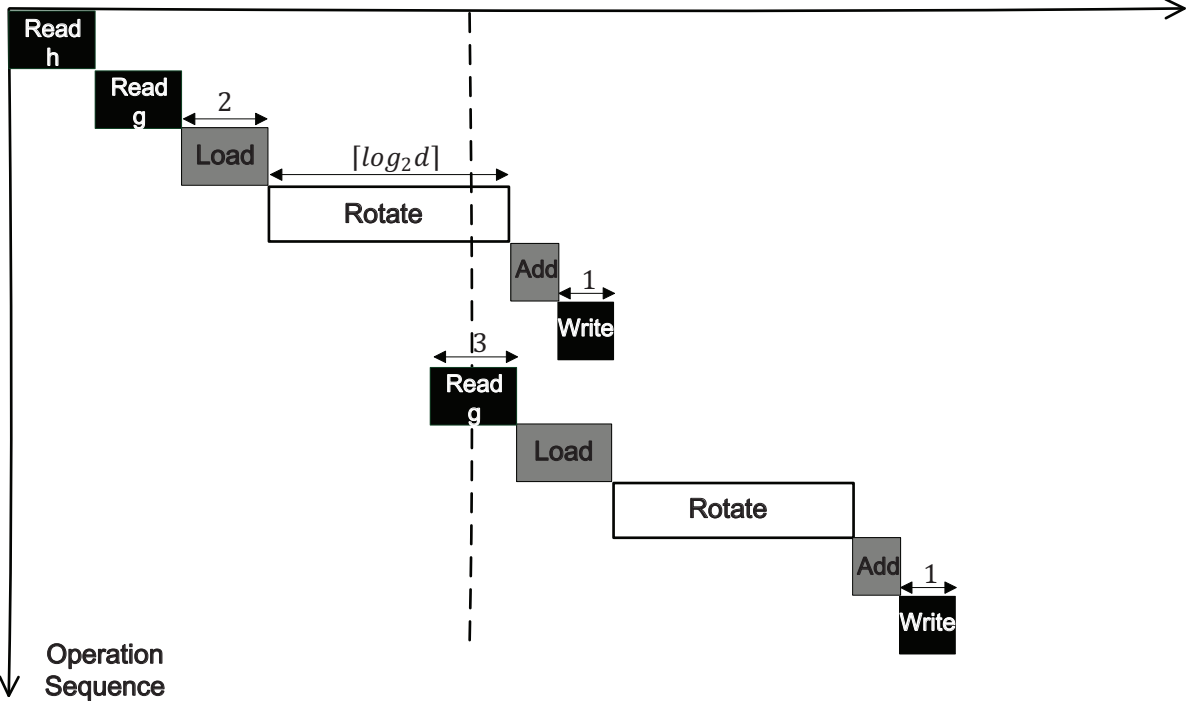 Read
h
Read
g
2
Load
⌈log₂d⌉
Rotate
Add
1
Write
3
Read
g
Load
Rotate
Add
1
Write
Operation
Sequence